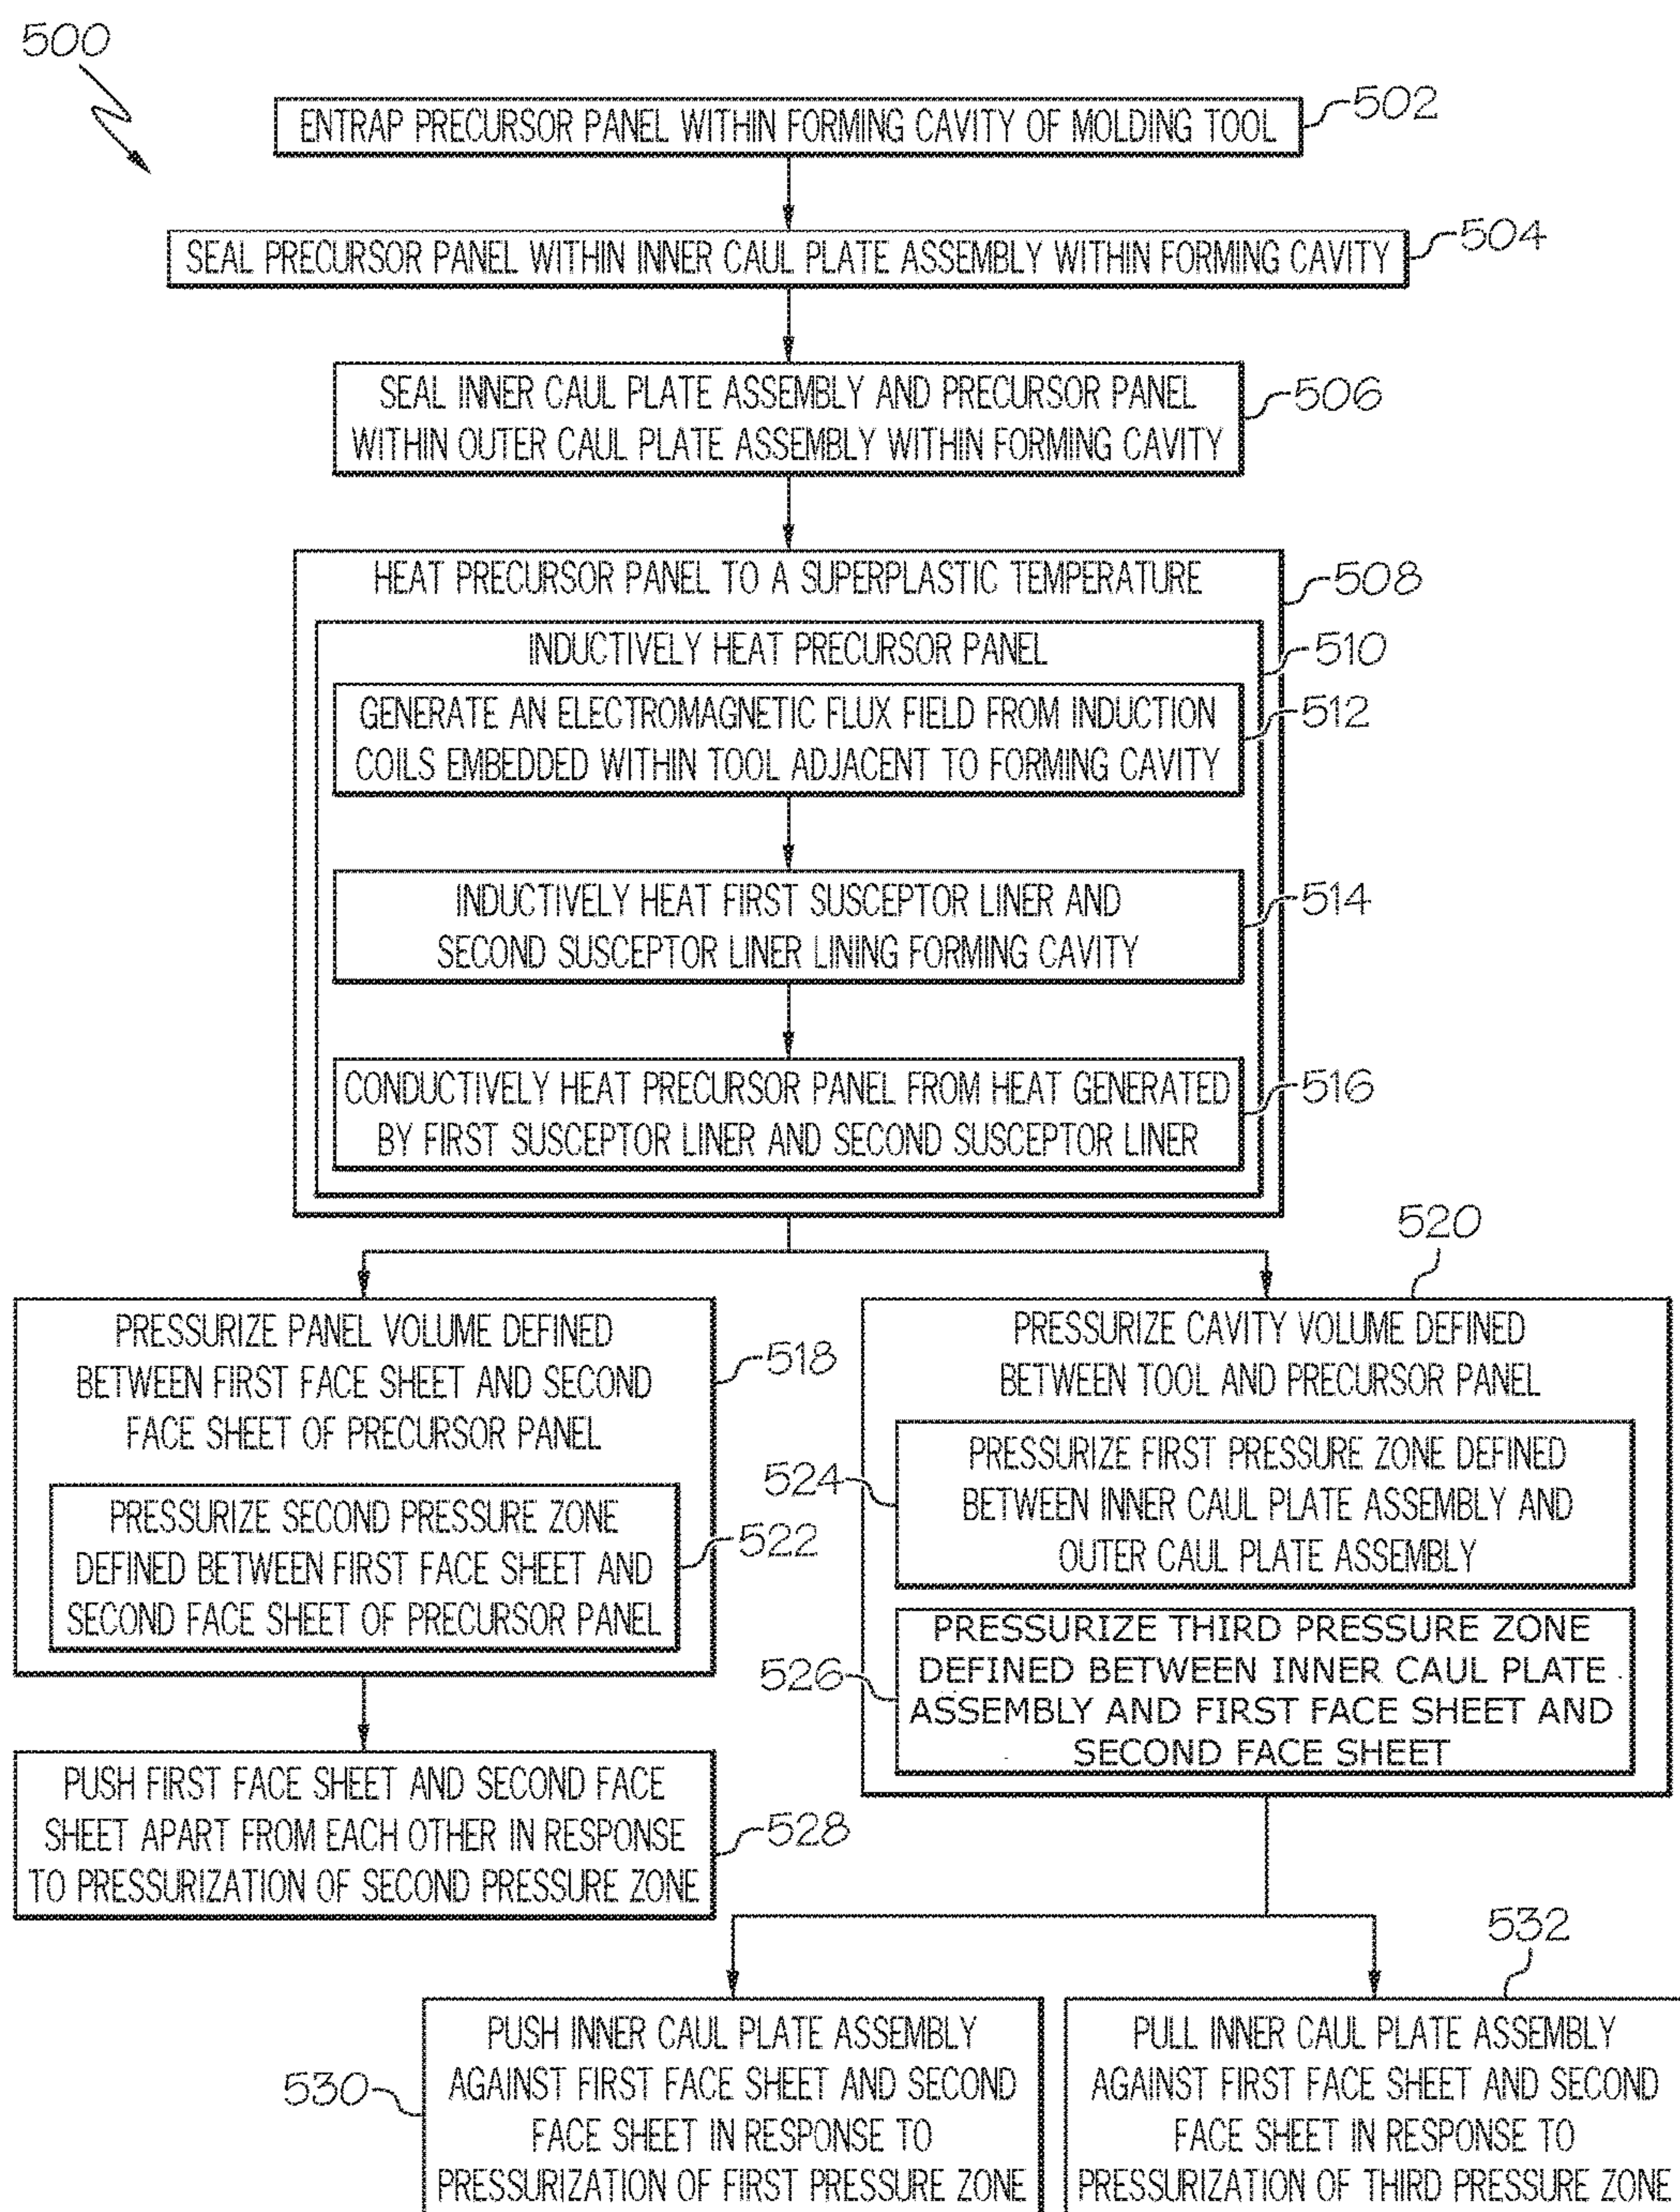 500
ENTRAP PRECURSOR PANEL WITHIN FORMING CAVITY OF MOLDING TOOL
502
SEAL PRECURSOR PANEL WITHIN INNER CAUL PLATE ASSEMBLY WITHIN FORMING CAVITY
504
SEAL INNER CAUL PLATE ASSEMBLY AND PRECURSOR PANEL
WITHIN OUTER CAUL PLATE ASSEMBLY WITHIN FORMING CAVITY
506
HEAT PRECURSOR PANEL TO A SUPERPLASTIC TEMPERATURE
508
INDUCTIVELY HEAT PRECURSOR PANEL
510
GENERATE AN ELECTROMAGNETIC FLUX FIELD FROM INDUCTION
COILS EMBEDDED WITHIN TOOL ADJACENT TO FORMING CAVITY
512
INDUCTIVELY HEAT FIRST SUSCEPTOR LINER AND
SECOND SUSCEPTOR LINER LINING FORMING CAVITY
514
CONDUCTIVELY HEAT PRECURSOR PANEL FROM HEAT GENERATED
BY FIRST SUSCEPTOR LINER AND SECOND SUSCEPTOR LINER
516
PRESSURIZE PANEL VOLUME DEFINED
BETWEEN FIRST FACE SHEET AND SECOND
FACE SHEET OF PRECURSOR PANEL
518
PRESSURIZE SECOND PRESSURE ZONE
DEFINED BETWEEN FIRST FACE SHEET AND
SECOND FACE SHEET OF PRECURSOR PANEL
522
520
PRESSURIZE CAVITY VOLUME DEFINED
BETWEEN TOOL AND PRECURSOR PANEL
524
PRESSURIZE FIRST PRESSURE ZONE DEFINED
BETWEEN INNER CAUL PLATE ASSEMBLY AND
OUTER CAUL PLATE ASSEMBLY
526
PRESSURIZE THIRD PRESSURE ZONE
DEFINED BETWEEN INNER CAUL PLATE
ASSEMBLY AND FIRST FACE SHEET AND
SECOND FACE SHEET
PUSH FIRST FACE SHEET AND SECOND FACE
SHEET APART FROM EACH OTHER IN RESPONSE
TO PRESSURIZATION OF SECOND PRESSURE ZONE
528
530
PUSH INNER CAUL PLATE ASSEMBLY
AGAINST FIRST FACE SHEET AND SECOND
FACE SHEET IN RESPONSE TO
PRESSURIZATION OF FIRST PRESSURE ZONE
532
PULL INNER CAUL PLATE ASSEMBLY
AGAINST FIRST FACE SHEET AND SECOND
FACE SHEET IN RESPONSE TO
PRESSURIZATION OF THIRD PRESSURE ZONE